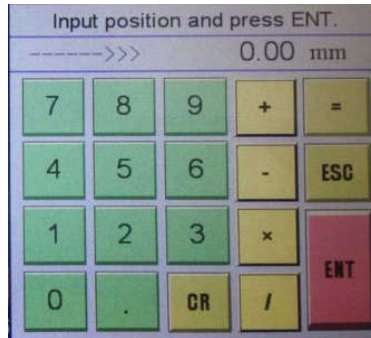 Input position and press ENT.
------>>> 0.00 mm
7 8 9 + =
4 5 6 - ESC
1 2 3 × ENT
0 . CR /